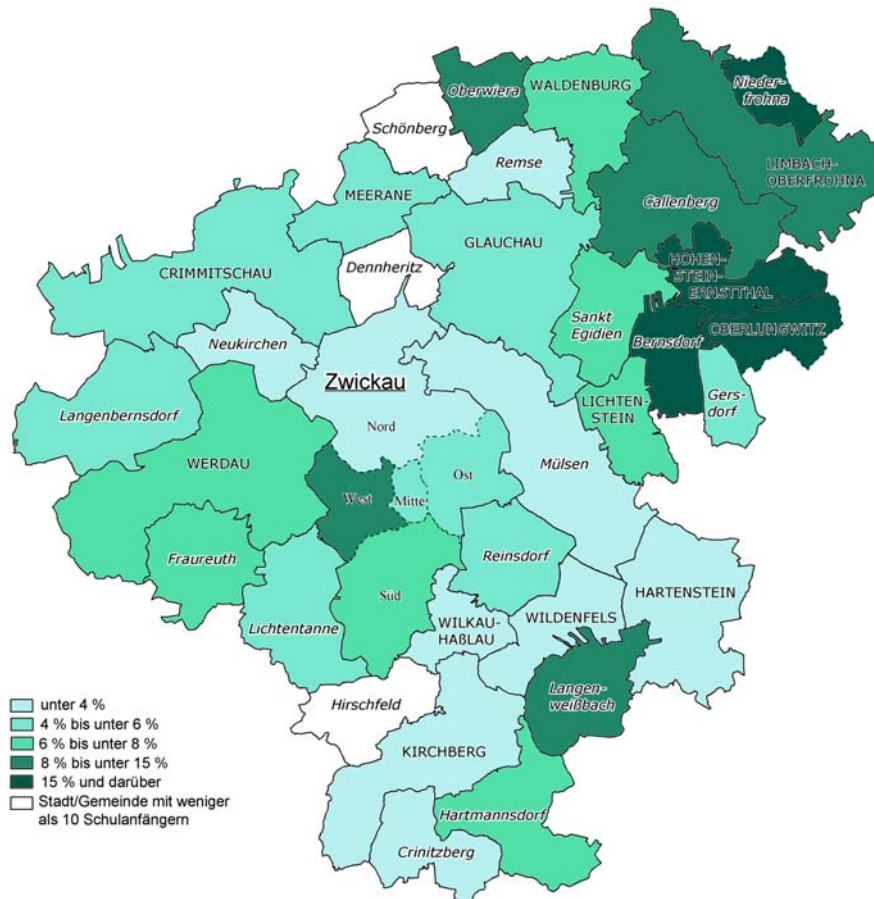 Oberwiera
WALDENBURG
Nieder-
frohna
Schönberg
Remse
LIMBACH-
OBERFROHNA
MEERANE
Callenberg
GLAUCHAU
CRIMMITSCHAU
Dennheritz
HOHEN-
STEIN-
ERNSTTHAL
Sankt
Egidien
OBERLUNGWITZ
Neukirchen
Bernsdorf
Zwickau
Langenbernsdorf
LICHTEN-
STEIN
Gers-
dorf
Nord
WERDAU
Mülsen
Ost
West
Mitte
Fraureuth
Reinsdorf
Süd
HARTENSTEIN
Lichtentanne
WILKAU-
HAßLAU
WILDENFELS
Hirschfeld
Langen-
weißbach
KIRCHBERG
Hartmannsdorf
Crinitzberg
unter 4 %
4 % bis unter 6 %
6 % bis unter 8 %
8 % bis unter 15 %
15 % und darüber
Stadt/Gemeinde mit weniger
als 10 Schulanfängern